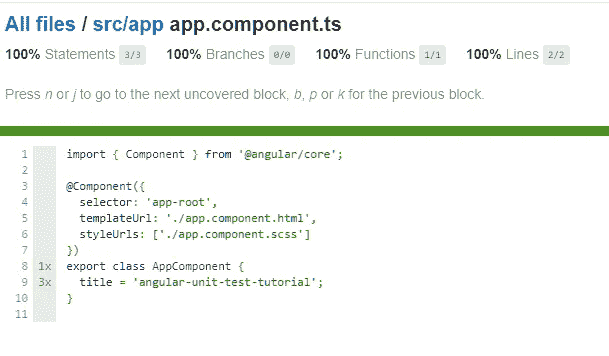 All files / src/app app.component.ts
100% Statements 3/3 100% Branches 0/0 100% Functions 1/1 100% Lines 2/2
Press n or j to go to the next uncovered block, b, p or k for the previous block.
1 import { Component } from '@angular/core';
2
3 @Component({
4 selector: 'app-root',
5 templateUrl: './app.component.html',
6 styleUrls: ['./app.component.scss']
7 })
8 1x export class AppComponent {
9 3x title = 'angular-unit-test-tutorial';
10 }
11